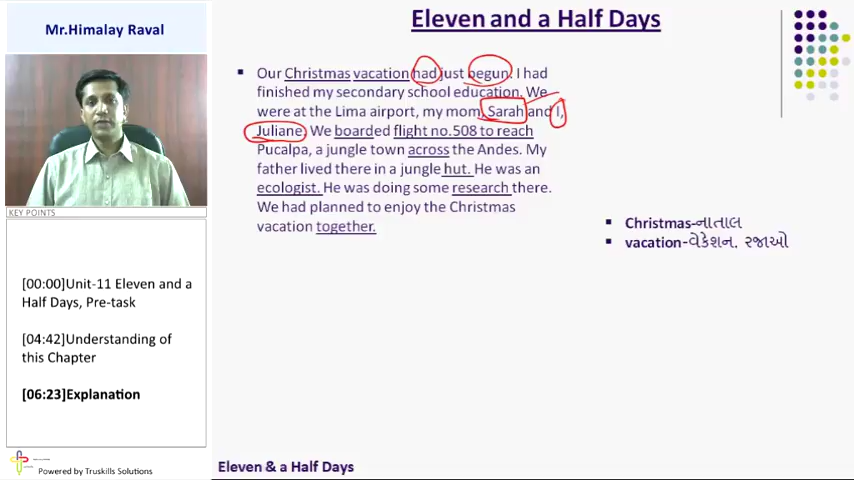 Mr.Himalay Raval
Eleven and a Half Days
Our Christmas vacation had just begun. I had
finished my secondary school education. We
were at the Lima airport, my mom, Sarah and I,
Juliane. We boarded flight no.508 to reach
Pucalpa, a jungle town across the Andes. My
father lived there in a jungle hut. He was an
ecologist. He was doing some research there.
We had planned to enjoy the Christmas
vacation together.
Christmas-નાતાલ
vacation-વેકેશન, રજાઓ
KEY POINTS
[00:00]Unit-11 Eleven and a
Half Days, Pre-task
[04:42]Understanding of
this Chapter
[06:23]Explanation
Powered by Truskills Solutions
Eleven & a Half Days